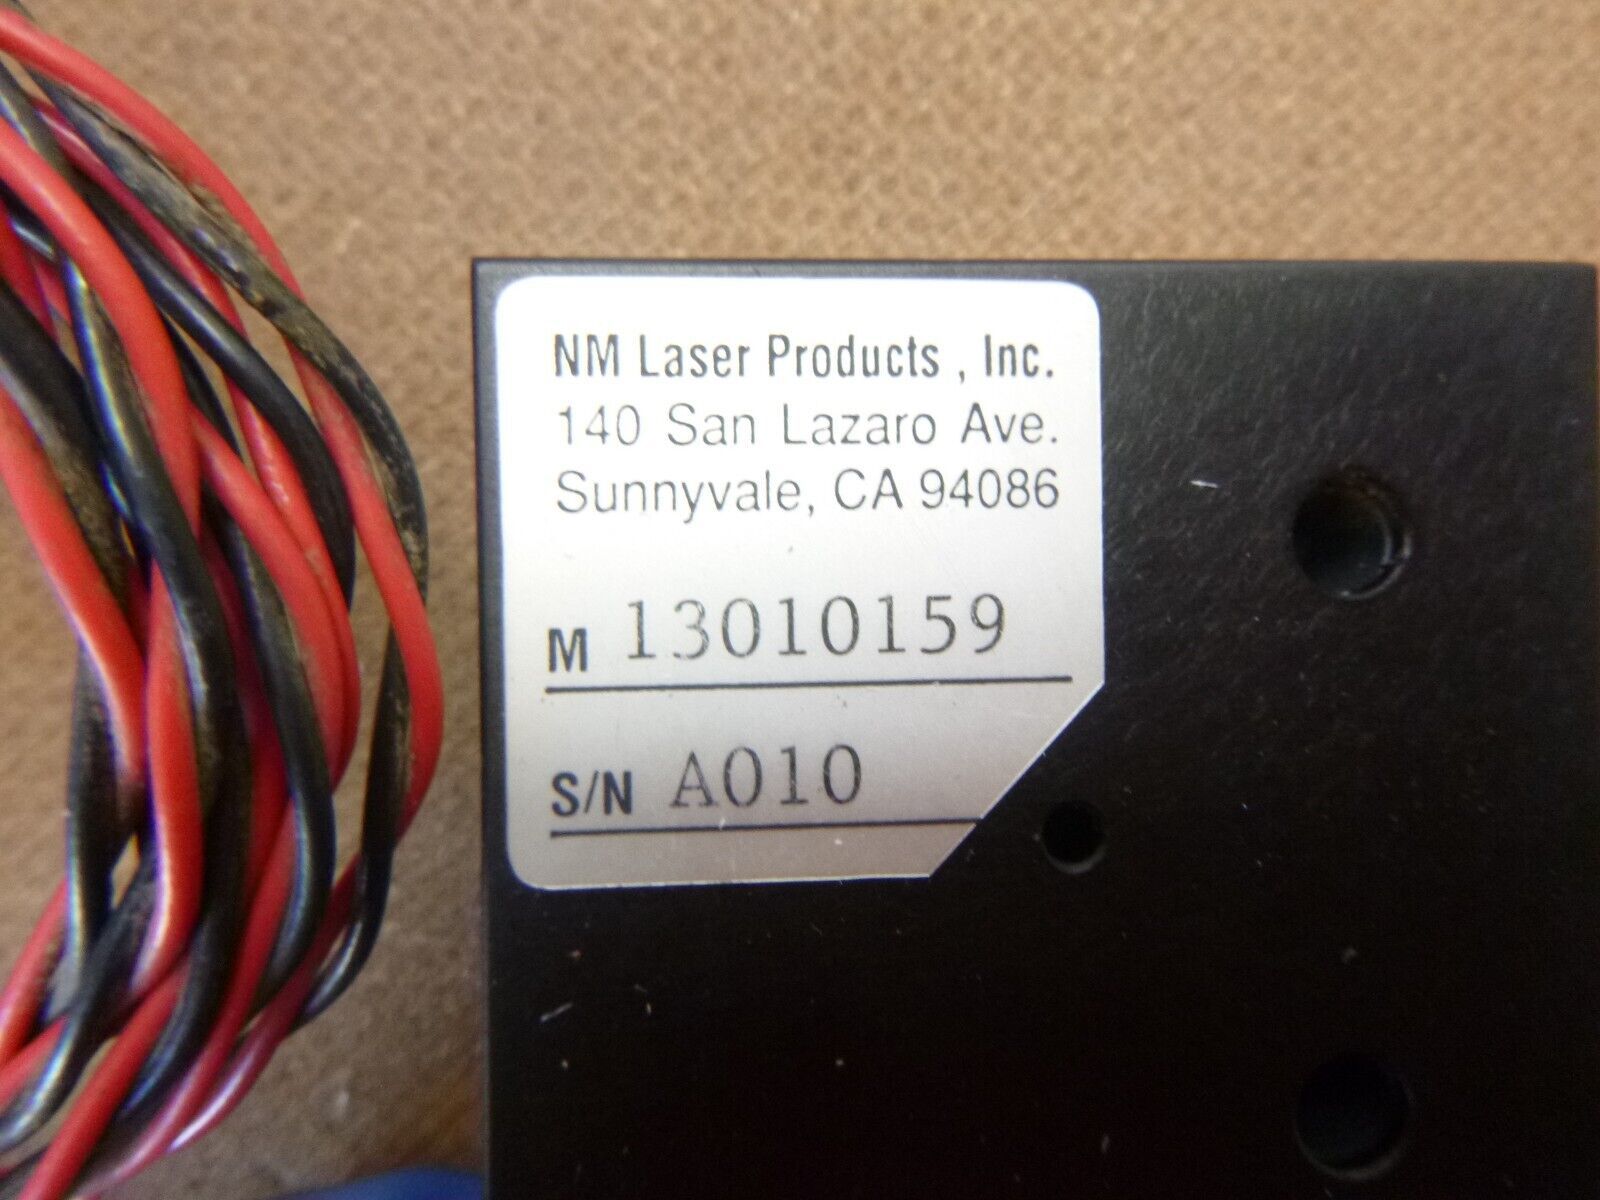 NM Laser Products , Inc.
140 San Lazaro Ave.
Sunnyvale, CA 94086
M 13010159
S/N A010